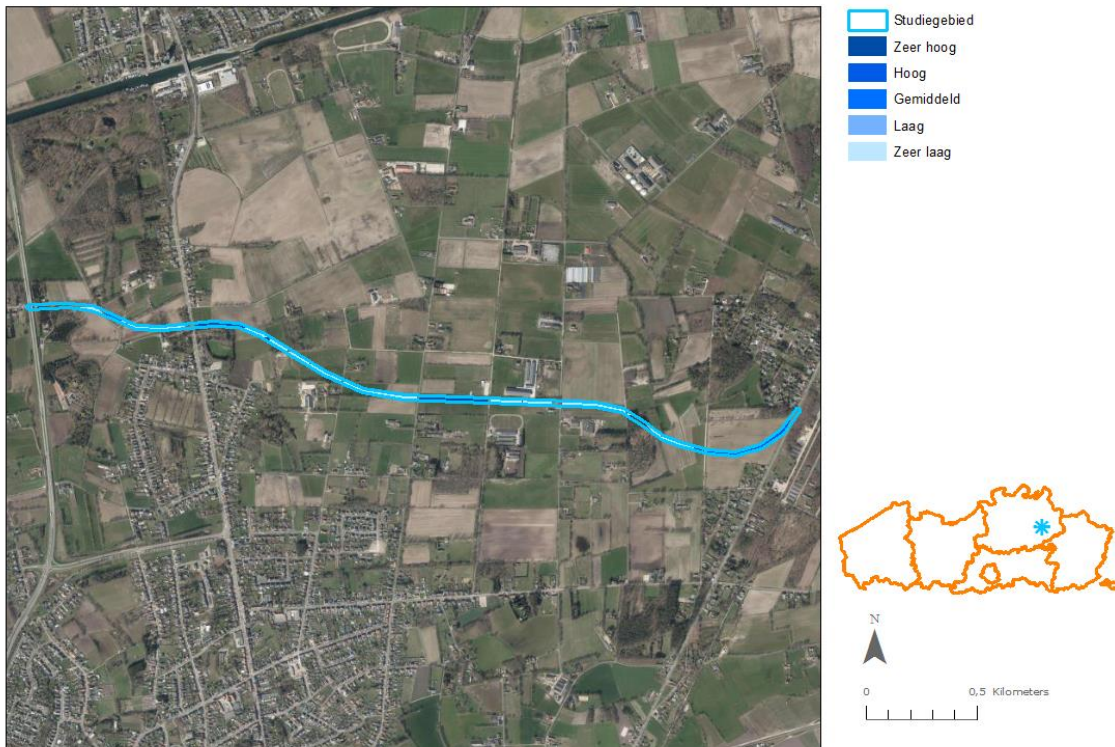 Studiegebied
Zeer hoog
Hoog
Gemiddeld
Laag
Zeer laag
N
0 0,5 Kilometers